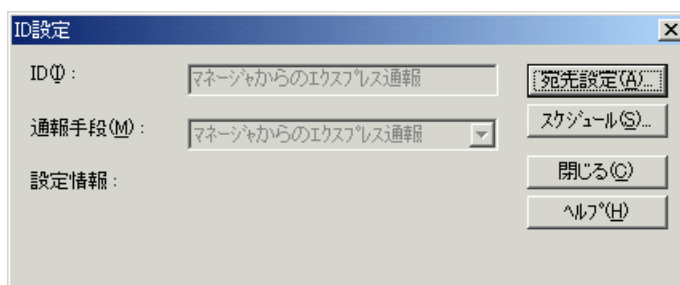 ID設定
ID(I):
マネージャからのエクスプレス通報
宛先設定(A)...
通報手段(M):
マネージャからのエクスプレス通報
スケジュール(S)...
設定情報:
閉じる(C)
ヘルプ(H)